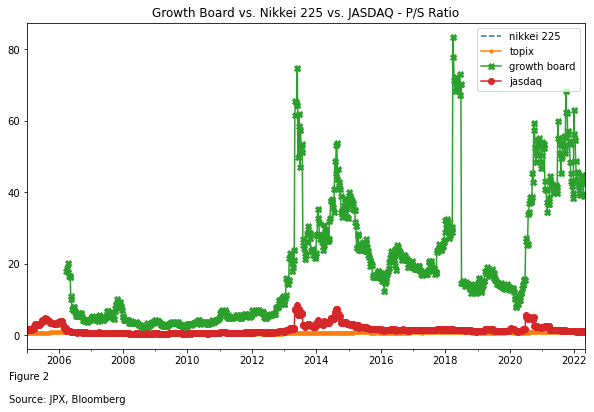 Growth Board vs. Nikkei 225 vs. JASDAQ - P/S Ratio
nikkei 225
topix
growth board
jasdaq
80
60
40
20
0
2006 2008 2010 2012 2014 2016 2018 2020 2022
Figure 2
Source: JPX, Bloomberg